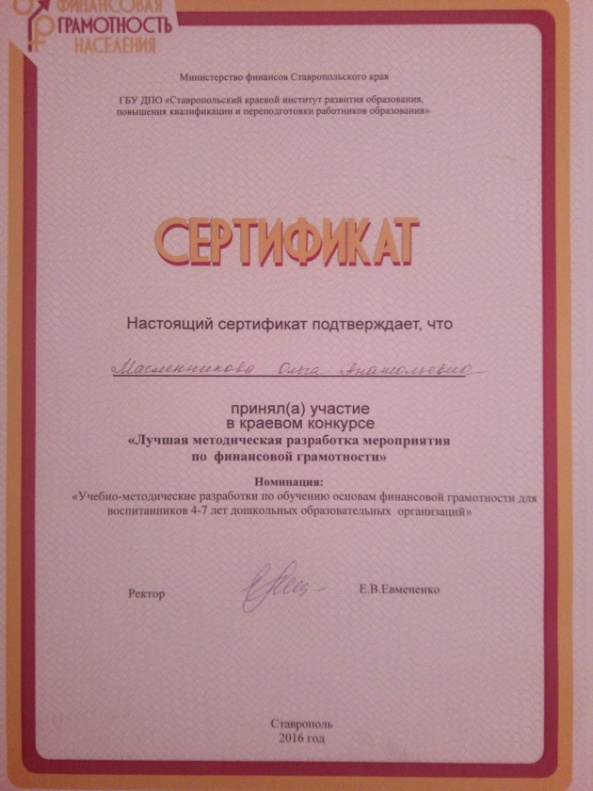 ФИНАНСОВАЯ
ГРАМОТНОСТЬ
НАСЕЛЕНИЯ
Министерство финансов Ставропольского края
ГБУ ДПО «Ставропольский краевой институт развития образования,
повышения квалификации и переподготовки работников образования»
СЕРТИФИКАТ
Настоящий сертификат подтверждает, что
Масленникова Ольга Анатольевна
принял(а) участие
в краевом конкурсе
«Лучшая методическая разработка мероприятия
по финансовой грамотности»
Номинация:
«Учебно-методические разработки по обучению основам финансовой грамотности для
воспитанников 4-7 лет дошкольных образовательных организаций»
Ректор
Е.В.Евмененко
Ставрополь
2016 год